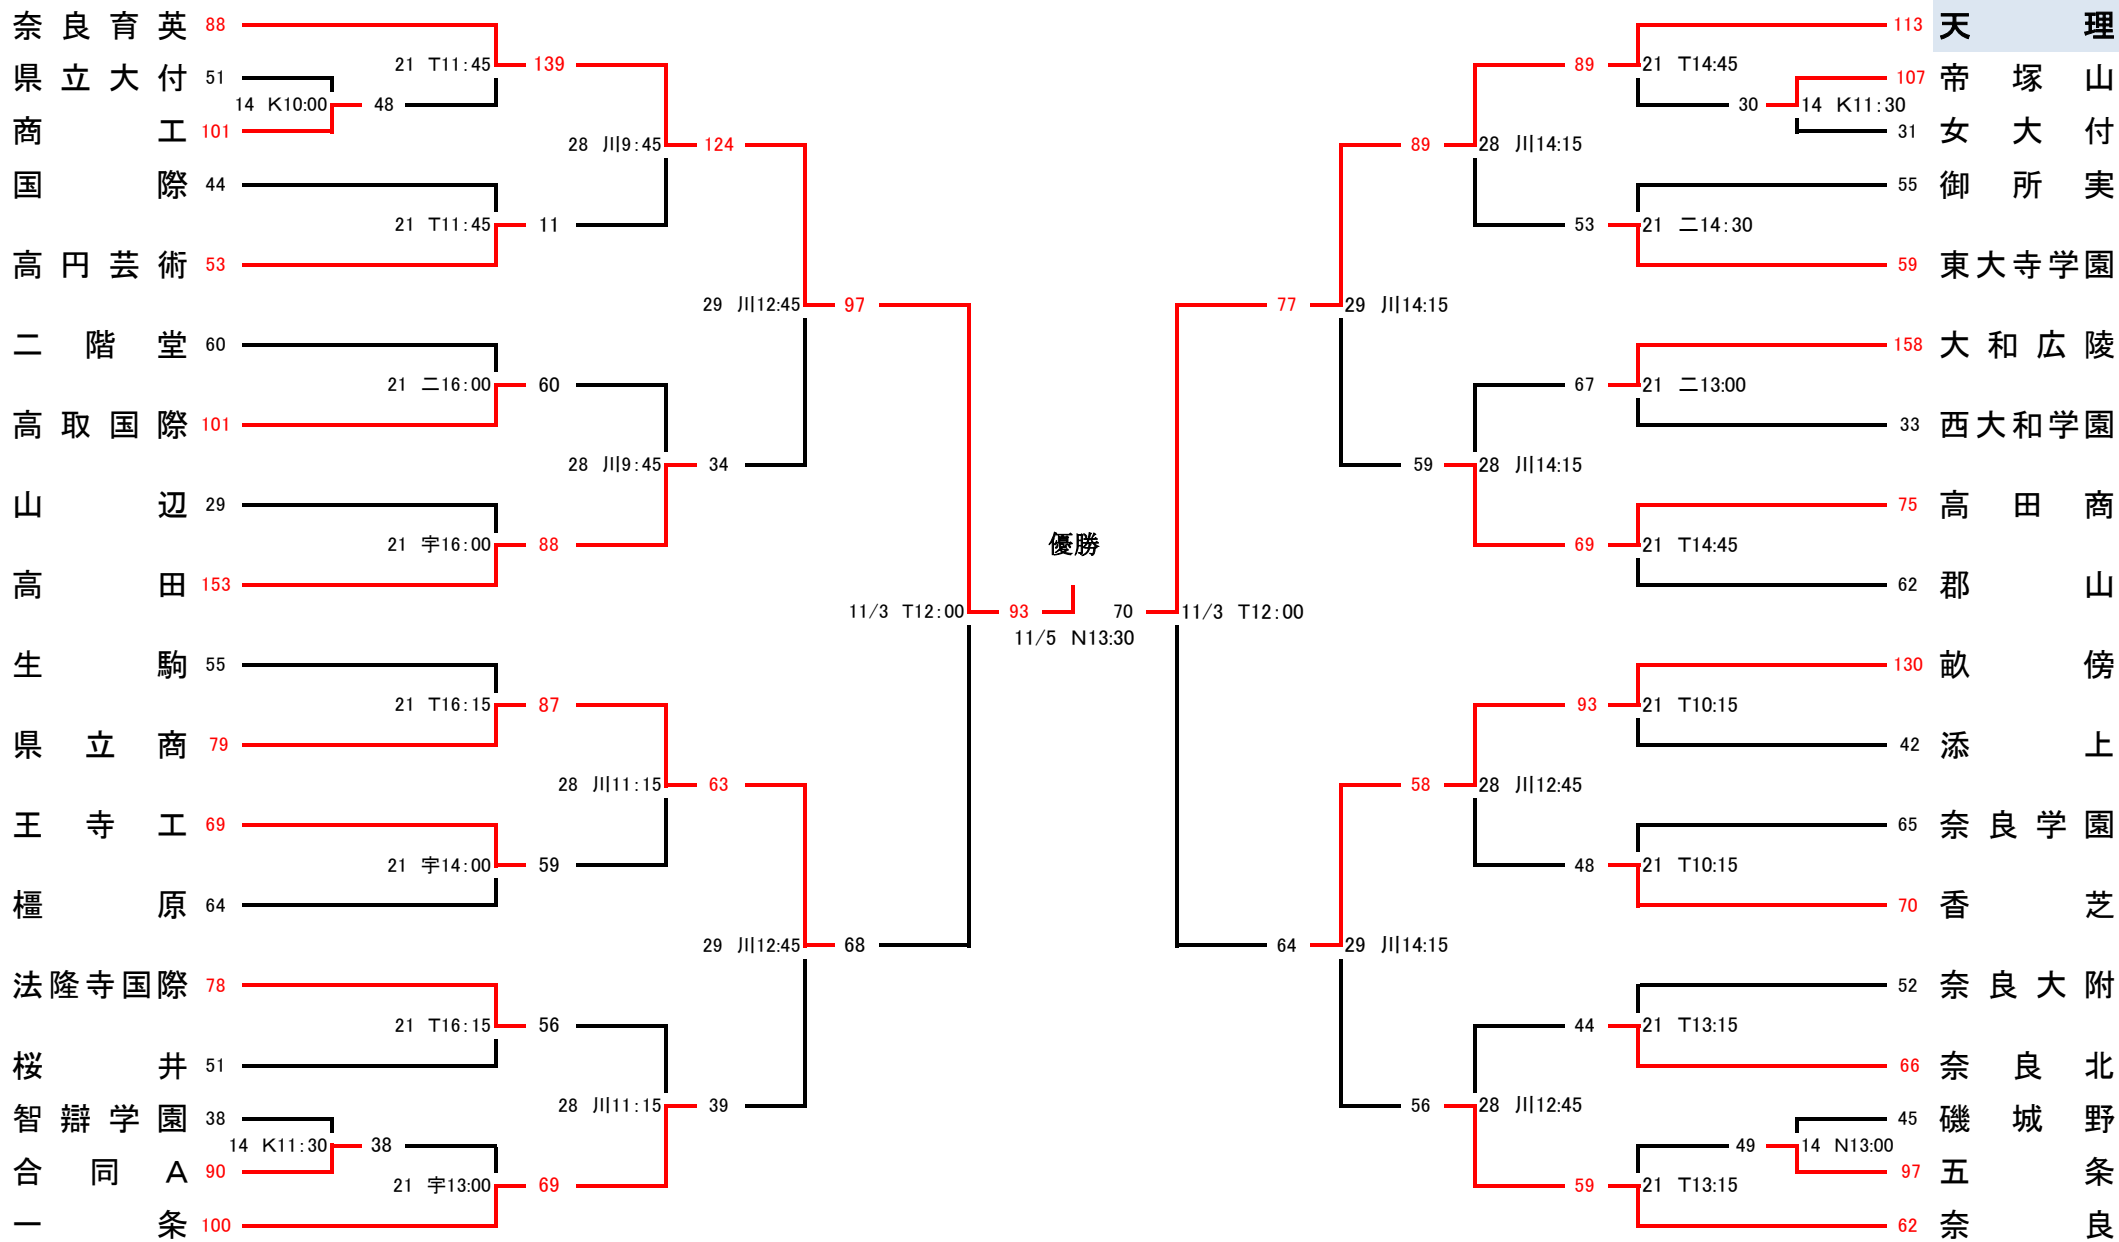 奈良育英 88
21 T11:45 139
県立大付 51
14 K10:00 48
商工 101
28 川9:45 124
国際 44
21 T11:45 11
高円芸術 53
29 川12:45 97
二階堂 60
21 二16:00 60
高取国際 101
28 川9:45 34
山辺 29
21 宇16:00 88
高田 153
11/3 T12:00 93
生駒 55
21 T16:15 87
県立商 79
28 川11:15 63
王寺工 69
21 宇14:00 59
橿原 64
29 川12:45 68
法隆寺国際 78
21 T16:15 56
桜井 51
28 川11:15 39
智辯学園 38
14 K11:30 38
合同A 90
21 宇13:00 69
一条 100
優勝
11/5 N13:30
113 天理
89 21 T14:45
107 帝塚山
30 14 K11:30
31 女大付
89 28 川14:15
55 御所実
53 21 二14:30
59 東大寺学園
77 29 川14:15
158 大和広陵
67 21 二13:00
33 西大和学園
59 28 川14:15
75 高田商
69 21 T14:45
62 郡山
70 11/3 T12:00
130 畝傍
93 21 T10:15
42 添上
58 28 川12:45
65 奈良学園
48 21 T10:15
70 香芝
64 29 川14:15
52 奈良大附
44 21 T13:15
66 奈良北
56 28 川12:45
45 磯城野
49 14 N13:00
97 五条
59 21 T13:15
62 奈良